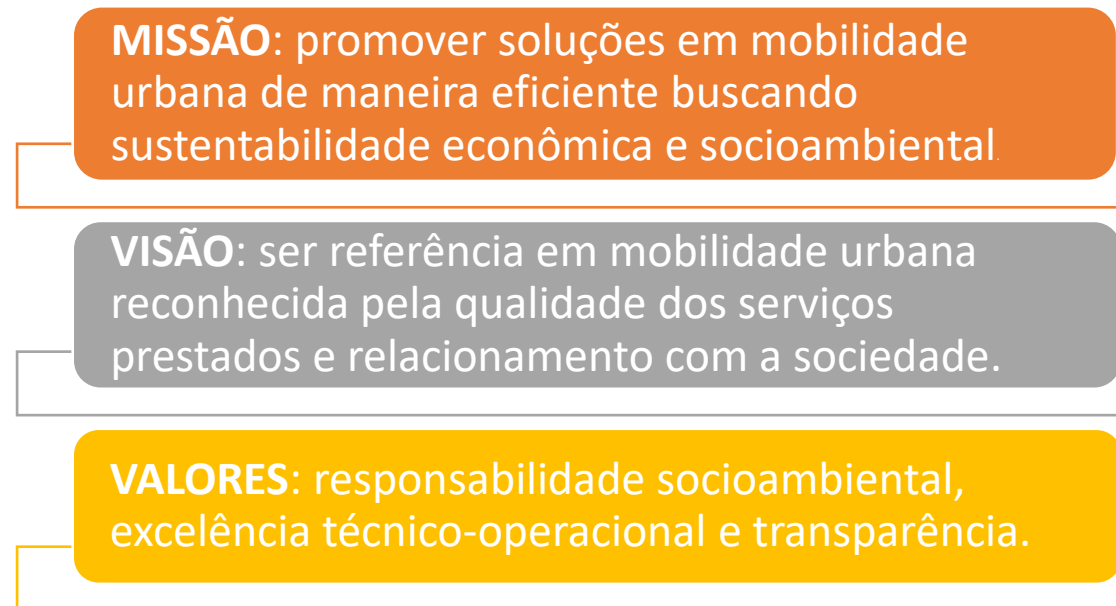 MISSÃO: promover soluções em mobilidade
urbana de maneira eficiente buscando
sustentabilidade econômica e socioambiental.
VISÃO: ser referência em mobilidade urbana
reconhecida pela qualidade dos serviços
prestados e relacionamento com a sociedade.
VALORES: responsabilidade socioambiental,
excelência técnico-operacional e transparência.